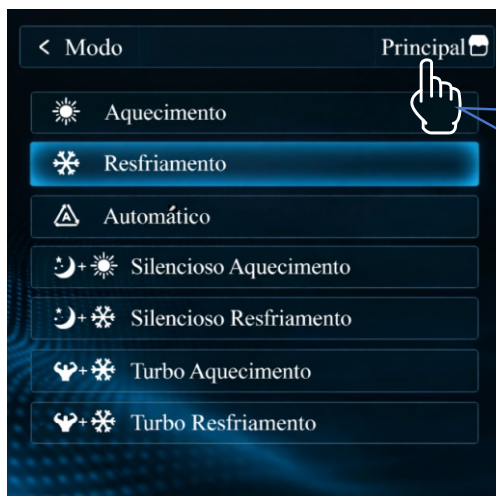 < Modo
Principal
Aquecimento
Resfriamento
Automático
Silencioso Aquecimento
Silencioso Resfriamento
Turbo Aquecimento
Turbo Resfriamento